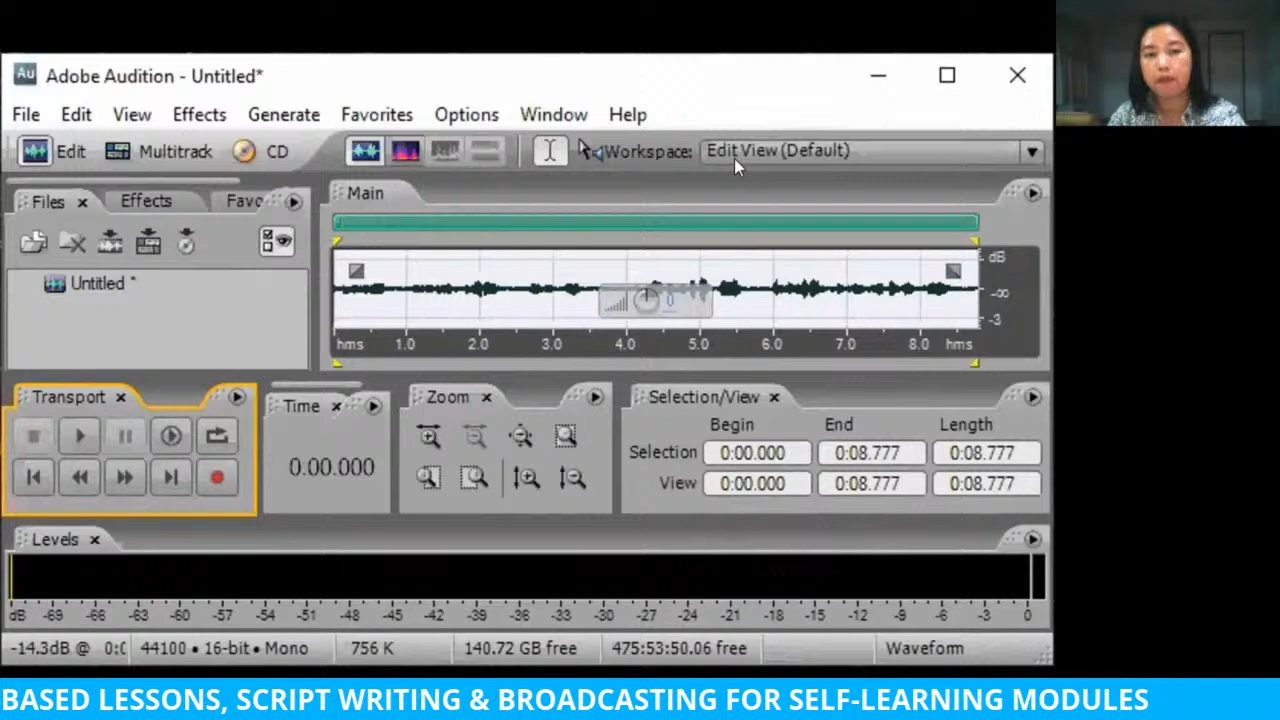 Au Adobe Audition - Untitled*
File Edit View Effects Generate Favorites Options Window Help
Edit Multitrack CD Workspace: Edit View (Default)
Files Effects Favo
Main
Untitled *
dB
-∞
-3
0
hms 1.0 2.0 3.0 4.0 5.0 6.0 7.0 8.0 hms
Transport
Time
0:00.000
Zoom
Selection/View
Begin End Length
Selection 0:00.000 0:08.777 0:08.777
View 0:00.000 0:08.777 0:08.777
Levels
dB -69 -66 -63 -60 -57 -54 -51 -48 -45 -42 -39 -36 -33 -30 -27 -24 -21 -18 -15 -12 -9 -6 -3 0
-14.3dB @ 0:0 44100 • 16-bit • Mono 756 K 140.72 GB free 475:53:50.06 free Waveform
BASED LESSONS, SCRIPT WRITING & BROADCASTING FOR SELF-LEARNING MODULES